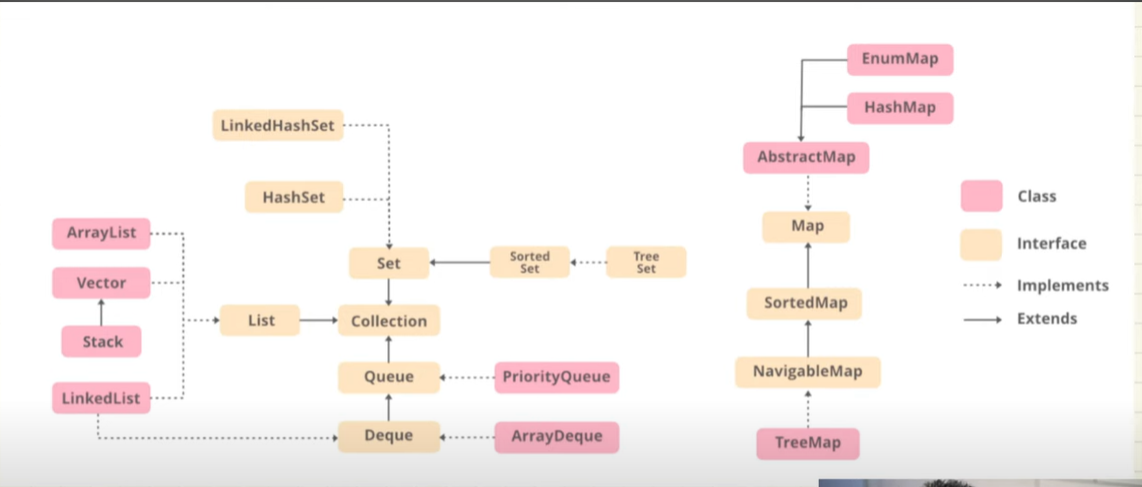 EnumMap
HashMap
LinkedHashSet
AbstractMap
HashSet
Class
ArrayList
Map
Set
Sorted
Set
Tree
Set
Interface
Vector
Implements
List
Collection
SortedMap
Extends
Stack
Queue
PriorityQueue
NavigableMap
LinkedList
Deque
ArrayDeque
TreeMap